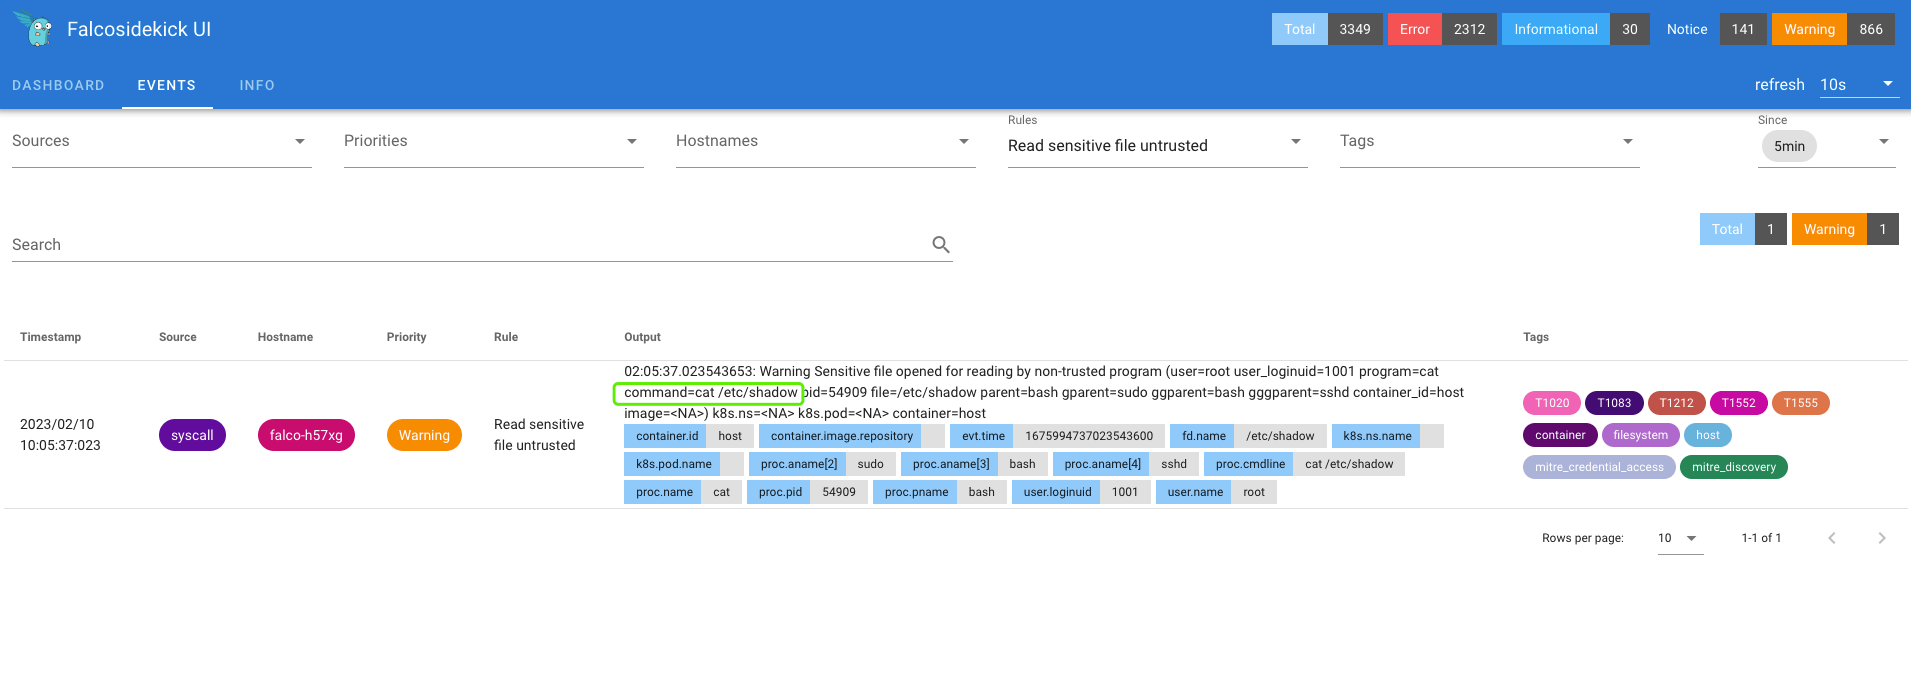 Falcosidekick UI
Total 3349 Error 2312 Informational 30 Notice 141 Warning 866
DASHBOARD EVENTS INFO
refresh 10s
Sources Priorities Hostnames
Rules
Read sensitive file untrusted
Tags
Since
5min
Search
Total 1 Warning 1
Timestamp Source Hostname Priority Rule Output Tags
2023/02/10
10:05:37:023
syscall
falco-h57xg
Warning
Read sensitive
file untrusted
02:05:37.023543653: Warning Sensitive file opened for reading by non-trusted program (user=root user_loginuid=1001 program=cat
command=cat /etc/shadow pid=54909 file=/etc/shadow parent=bash gparent=sudo ggparent=bash gggparent=sshd container_id=host
image=<NA>) k8s.ns=<NA> k8s.pod=<NA> container=host
container.id host container.image.repository evt.time 1675994737023543600 fd.name /etc/shadow k8s.ns.name
k8s.pod.name proc.aname[2] sudo proc.aname[3] bash proc.aname[4] sshd proc.cmdline cat /etc/shadow
proc.name cat proc.pid 54909 proc.pname bash user.loginuid 1001 user.name root
T1020 T1083 T1212 T1552 T1555
container filesystem host
mitre_credential_access mitre_discovery
Rows per page: 10 1-1 of 1